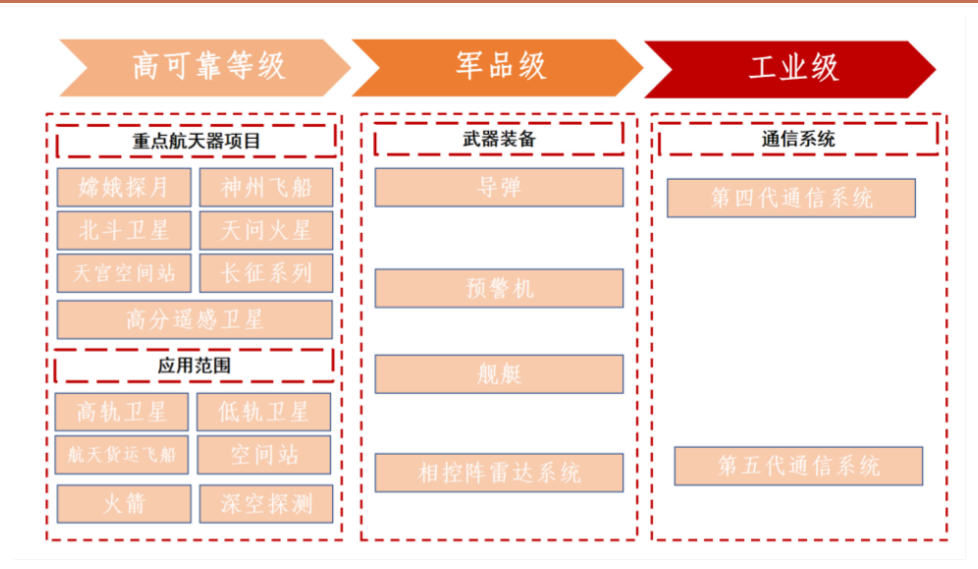 高可靠等级
军品级
工业级
重点航天器项目
嫦娥探月
神州飞船
北斗卫星
天问火星
天宫空间站
长征系列
高分遥感卫星
应用范围
高轨卫星
低轨卫星
航天货运飞船
空间站
火箭
深空探测
武器装备
导弹
预警机
舰艇
相控阵雷达系统
通信系统
第四代通信系统
第五代通信系统